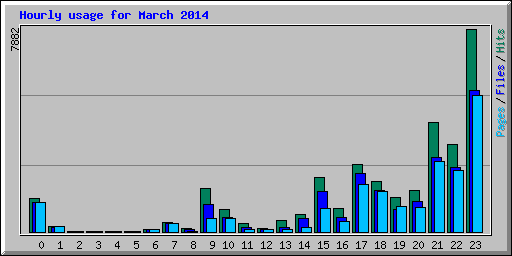 Hourly usage for March 2014
7882
Pages/Files/Hits
0 1 2 3 4 5 6 7 8 9 10 11 12 13 14 15 16 17 18 19 20 21 22 23